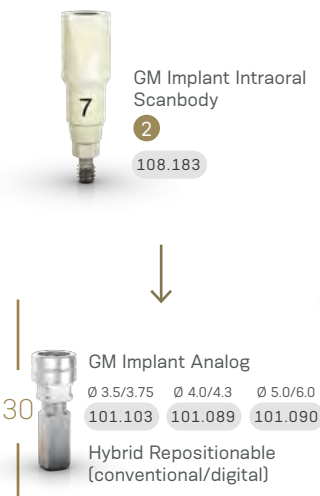 7
GM Implant Intraoral
Scanbody
2
108.183
30
GM Implant Analog
Ø 3.5/3.75 Ø 4.0/4.3 Ø 5.0/6.0
101.103 101.089 101.090
Hybrid Repositionable
(conventional/digital)